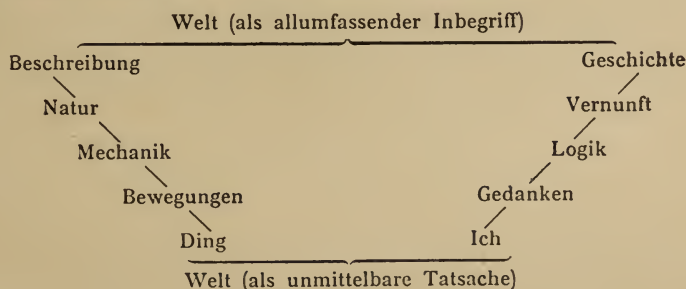 Welt (als allumfassender Inbegriff)
Beschreibung Geschichte
Natur Vernunft
Mechanik Logik
Bewegungen Gedanken
Ding Ich
Welt (als unmittelbare Tatsache)